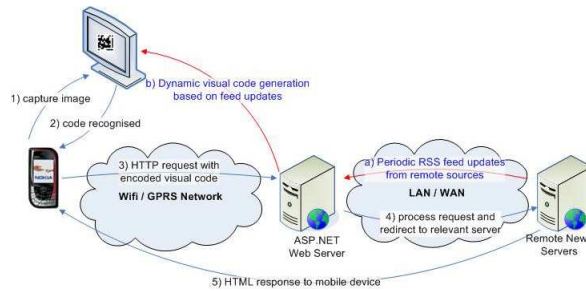 b) Dynamic visual code generation
based on feed updates
1) capture image
2) code recognised
NOKIA
3) HTTP request with
encoded visual code
Wifi / GPRS Network
a) Periodic RSS feed updates
from remote sources
LAN / WAN
4) process request and
redirect to relevant server
ASP.NET
Web Server
Remote New
Servers
5) HTML response to mobile device